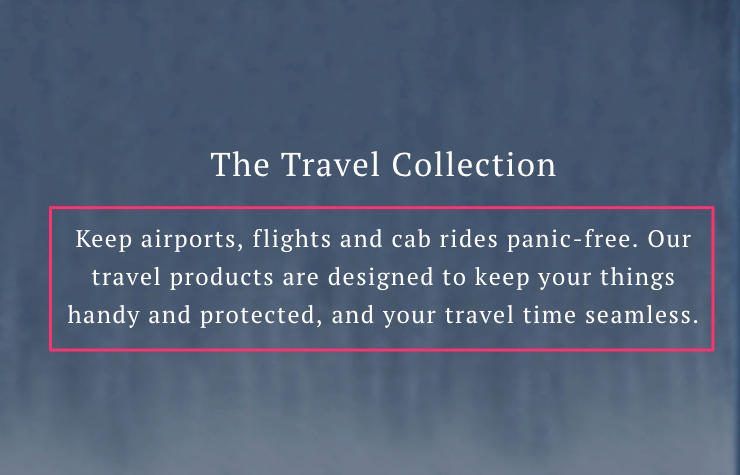 The Travel Collection
Keep airports, flights and cab rides panic-free. Our
travel products are designed to keep your things
handy and protected, and your travel time seamless.